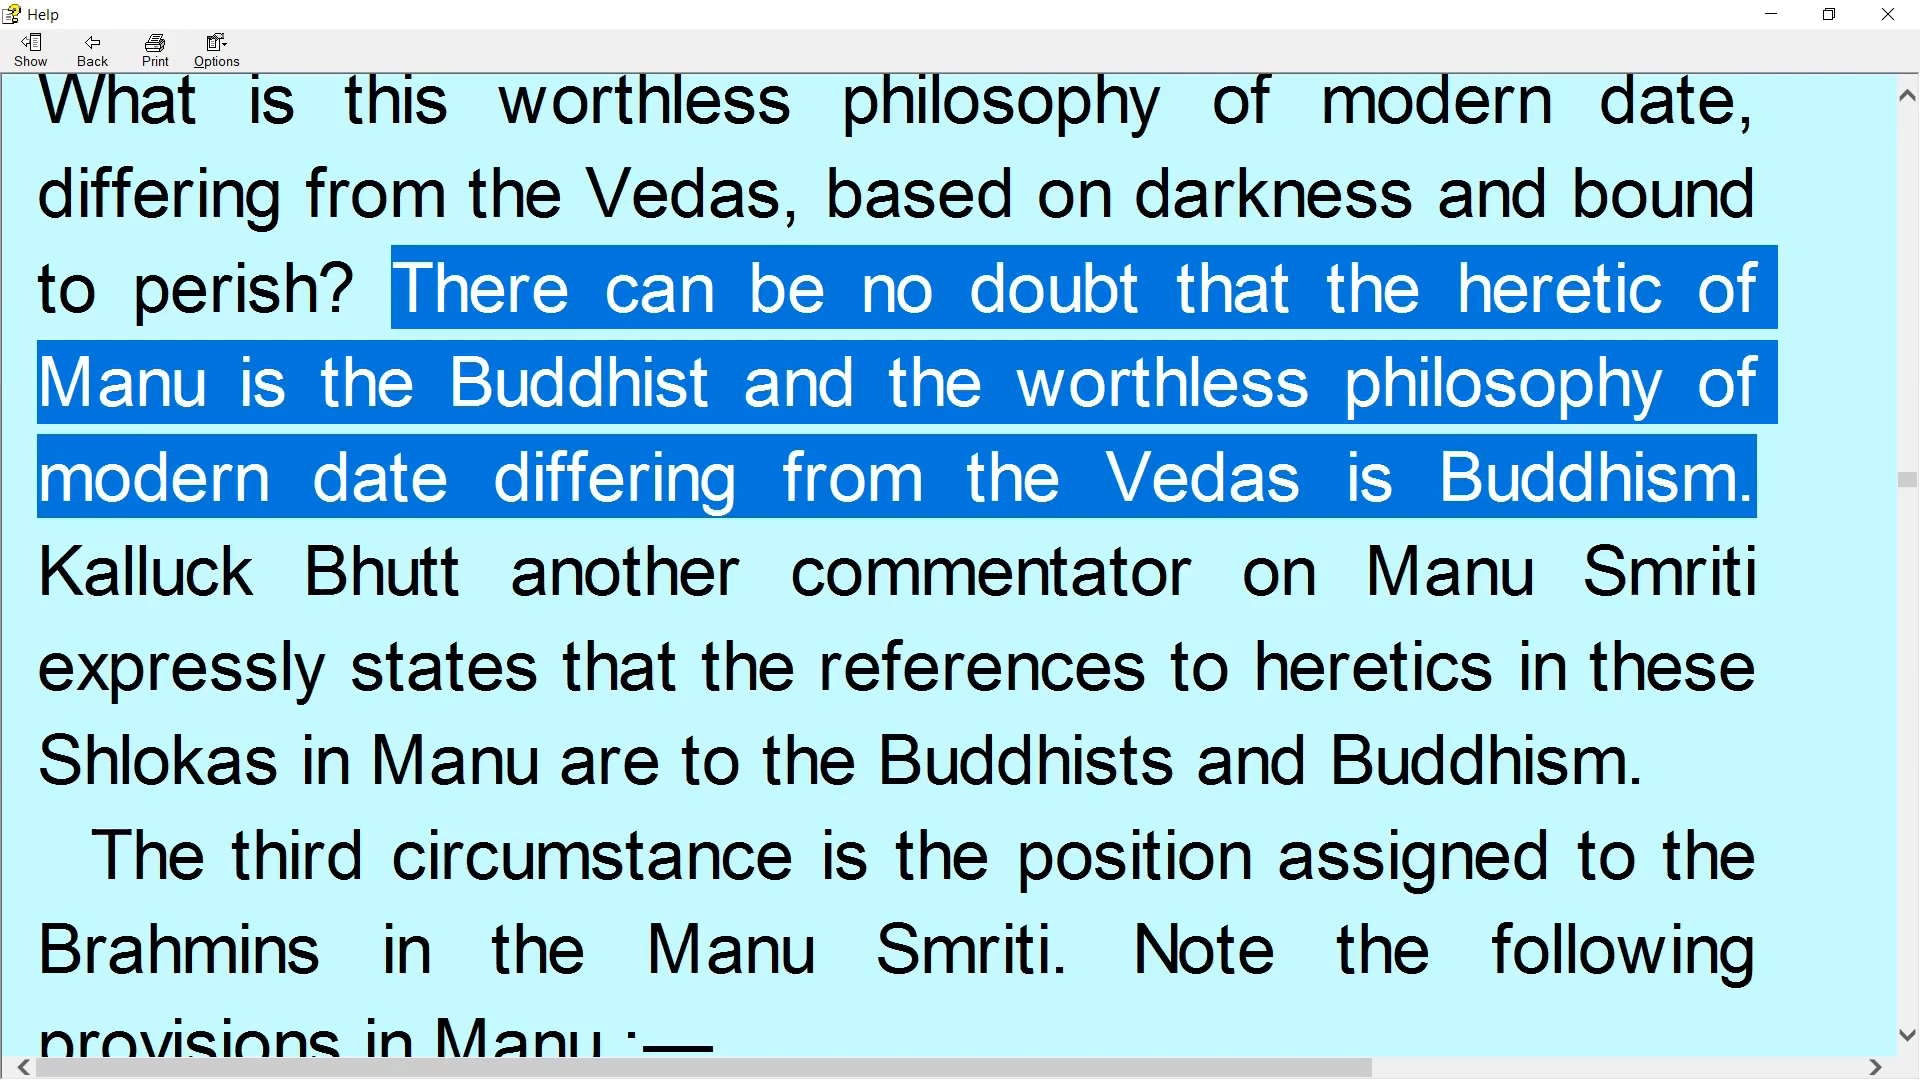 Help
Show Back Print Options
What is this worthless philosophy of modern date,
differing from the Vedas, based on darkness and bound
to perish? There can be no doubt that the heretic of
Manu is the Buddhist and the worthless philosophy of
modern date differing from the Vedas is Buddhism.
Kalluck Bhutt another commentator on Manu Smriti
expressly states that the references to heretics in these
Shlokas in Manu are to the Buddhists and Buddhism.
The third circumstance is the position assigned to the
Brahmins in the Manu Smriti. Note the following
provisions in Manu :—